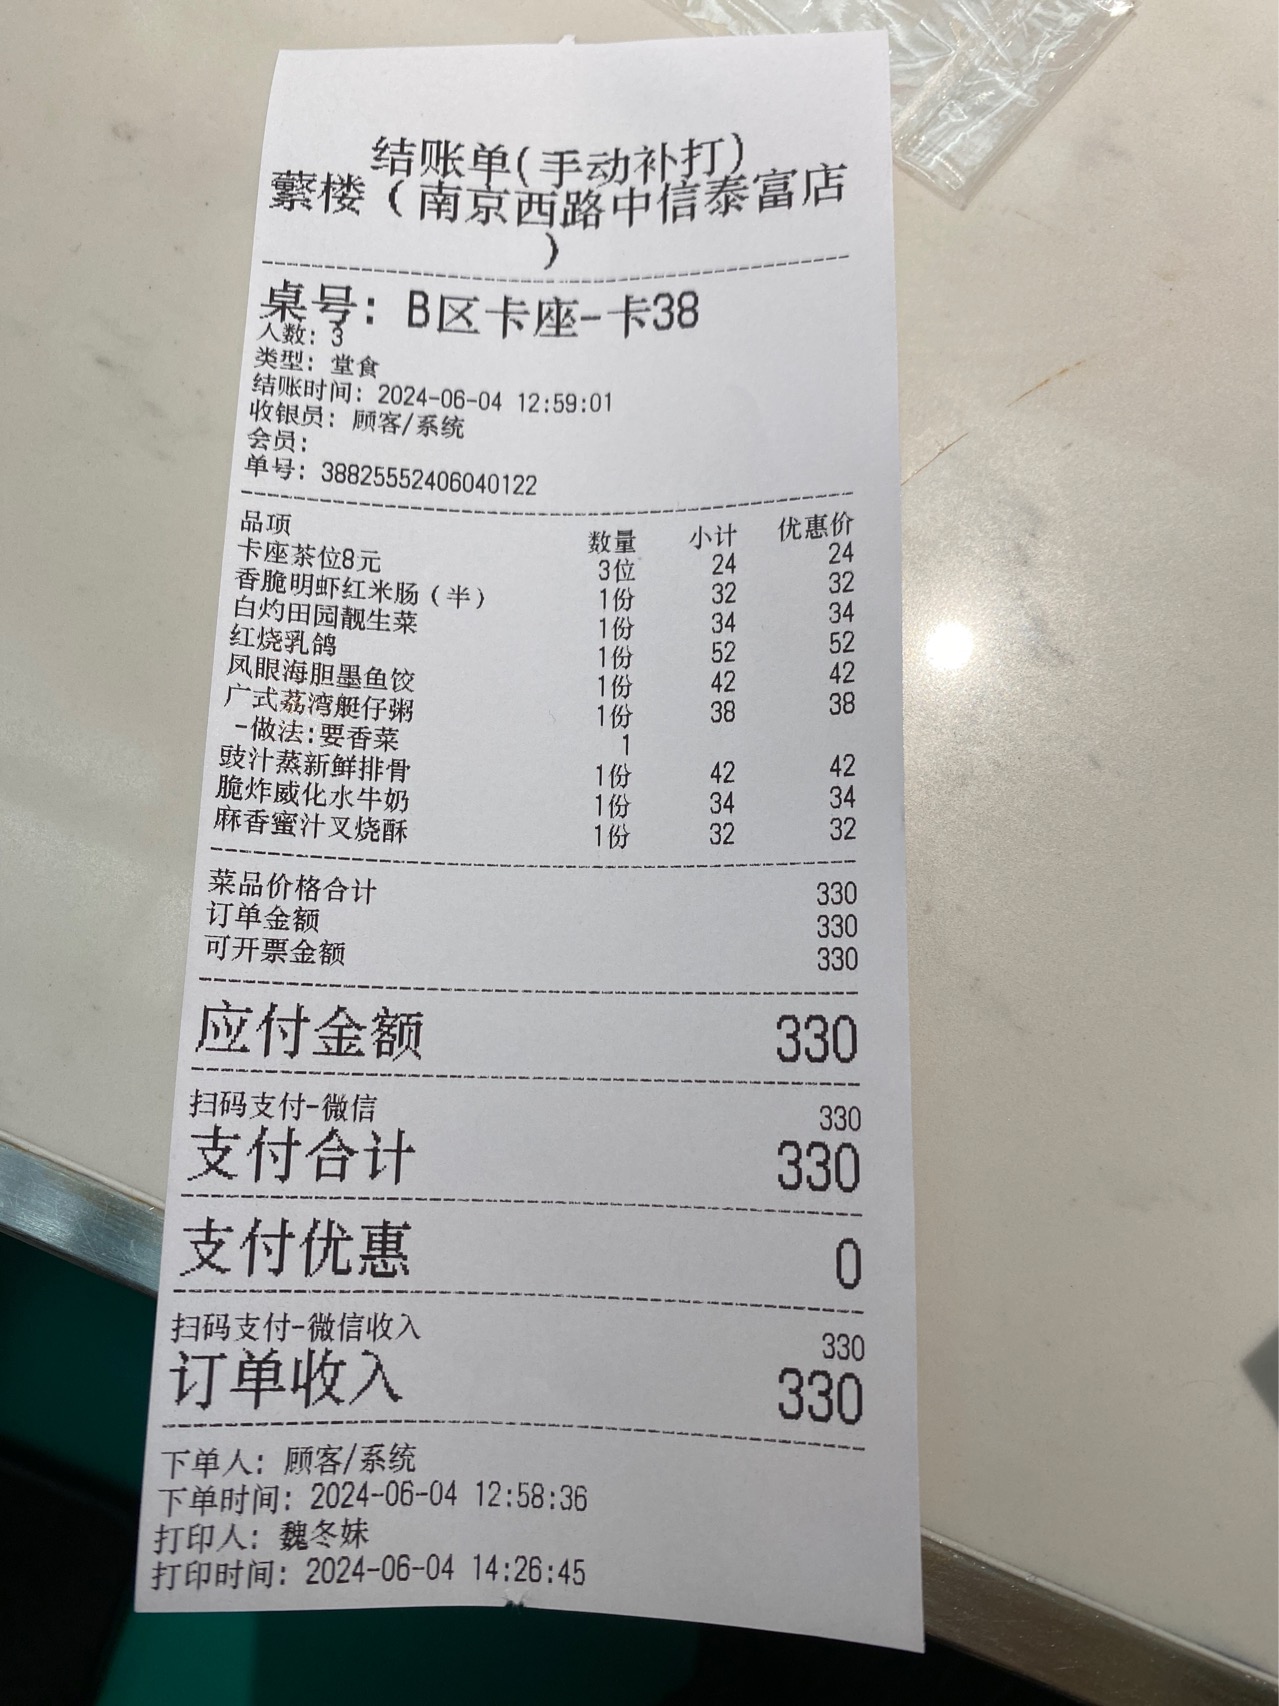 结账单(手动补打)
蘩楼（南京西路中信泰富店
）
桌号：B区卡座-卡38
人数：3
类型：堂食
结账时间：2024-06-04 12:59:01
收银员：顾客/系统
会员：
单号：388255552406040122
品项 数量 小计 优惠价
卡座茶位8元 3位 24 24
香脆明虾红米肠（半） 1份 32 32
白灼田园靓生菜 1份 34 34
红烧乳鸽 1份 52 52
凤眼海胆墨鱼饺 1份 42 42
广式荔湾艇仔粥 1份 38 38
-做法:要香菜 1
豉汁蒸新鲜排骨 1份 42 42
脆炸威化水牛奶 1份 34 34
麻香蜜汁叉烧酥 1份 32 32
菜品价格合计 330
订单金额 330
可开票金额 330
应付金额 330
扫码支付-微信 330
支付合计 330
支付优惠 0
扫码支付-微信收入 330
订单收入 330
下单人：顾客/系统
下单时间：2024-06-04 12:58:36
打印人：魏冬妹
打印时间：2024-06-04 14:26:45